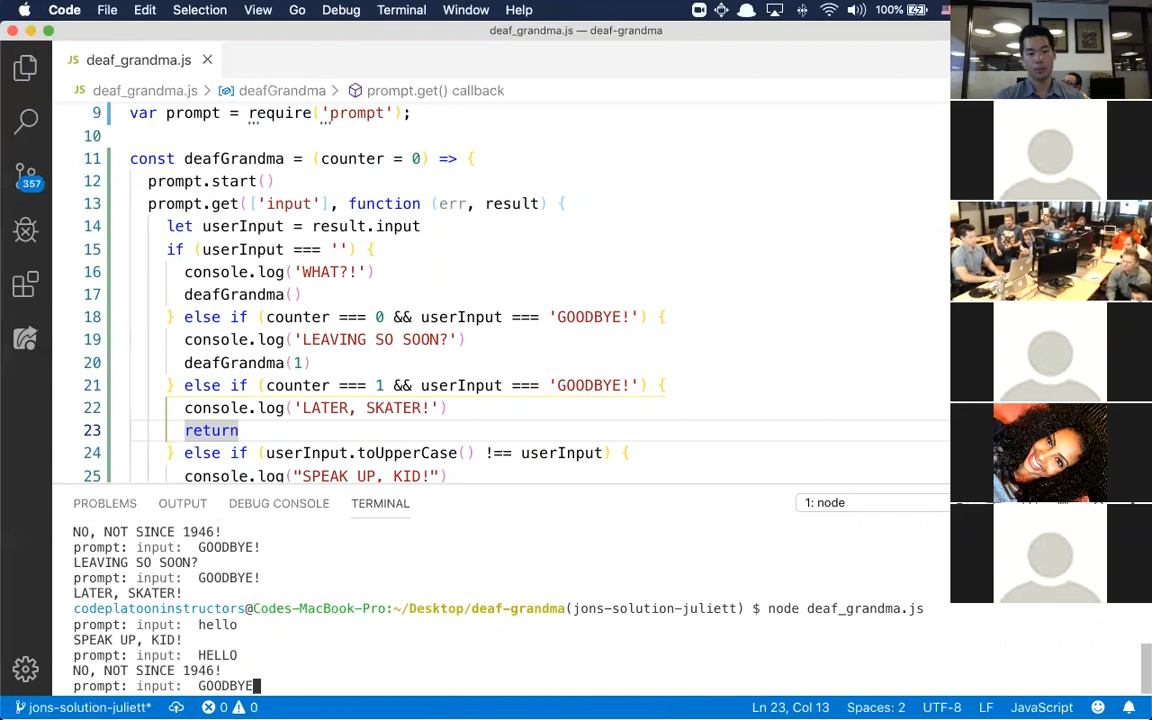 Code File Edit Selection View Go Debug Terminal Window Help 100%
deaf_grandma.js — deaf-grandma
JS deaf_grandma.js
JS deaf_grandma.js › deafGrandma › prompt.get() callback
9 var prompt = require('prompt');
10
11 const deafGrandma = (counter = 0) => {
12 prompt.start()
13 prompt.get(['input'], function (err, result) {
14 let userInput = result.input
15 if (userInput === '') {
16 console.log('WHAT?!')
17 deafGrandma()
18 } else if (counter === 0 && userInput === 'GOODBYE!') {
19 console.log('LEAVING SO SOON?')
20 deafGrandma(1)
21 } else if (counter === 1 && userInput === 'GOODBYE!') {
22 console.log('LATER, SKATER!')
23 return
24 } else if (userInput.toUpperCase() !== userInput) {
25 console.log("SPEAK UP, KID!")
357
PROBLEMS OUTPUT DEBUG CONSOLE TERMINAL 1: node
NO, NOT SINCE 1946!
prompt: input: GOODBYE!
LEAVING SO SOON?
prompt: input: GOODBYE!
LATER, SKATER!
codeplatooninstructors@Codes-MacBook-Pro:~/Desktop/deaf-grandma(jons-solution-juliett) $ node deaf_grandma.js
prompt: input: hello
SPEAK UP, KID!
prompt: input: HELLO
NO, NOT SINCE 1946!
prompt: input: GOODBYE
jons-solution-juliett* 0 0 Ln 23, Col 13 Spaces: 2 UTF-8 LF JavaScript